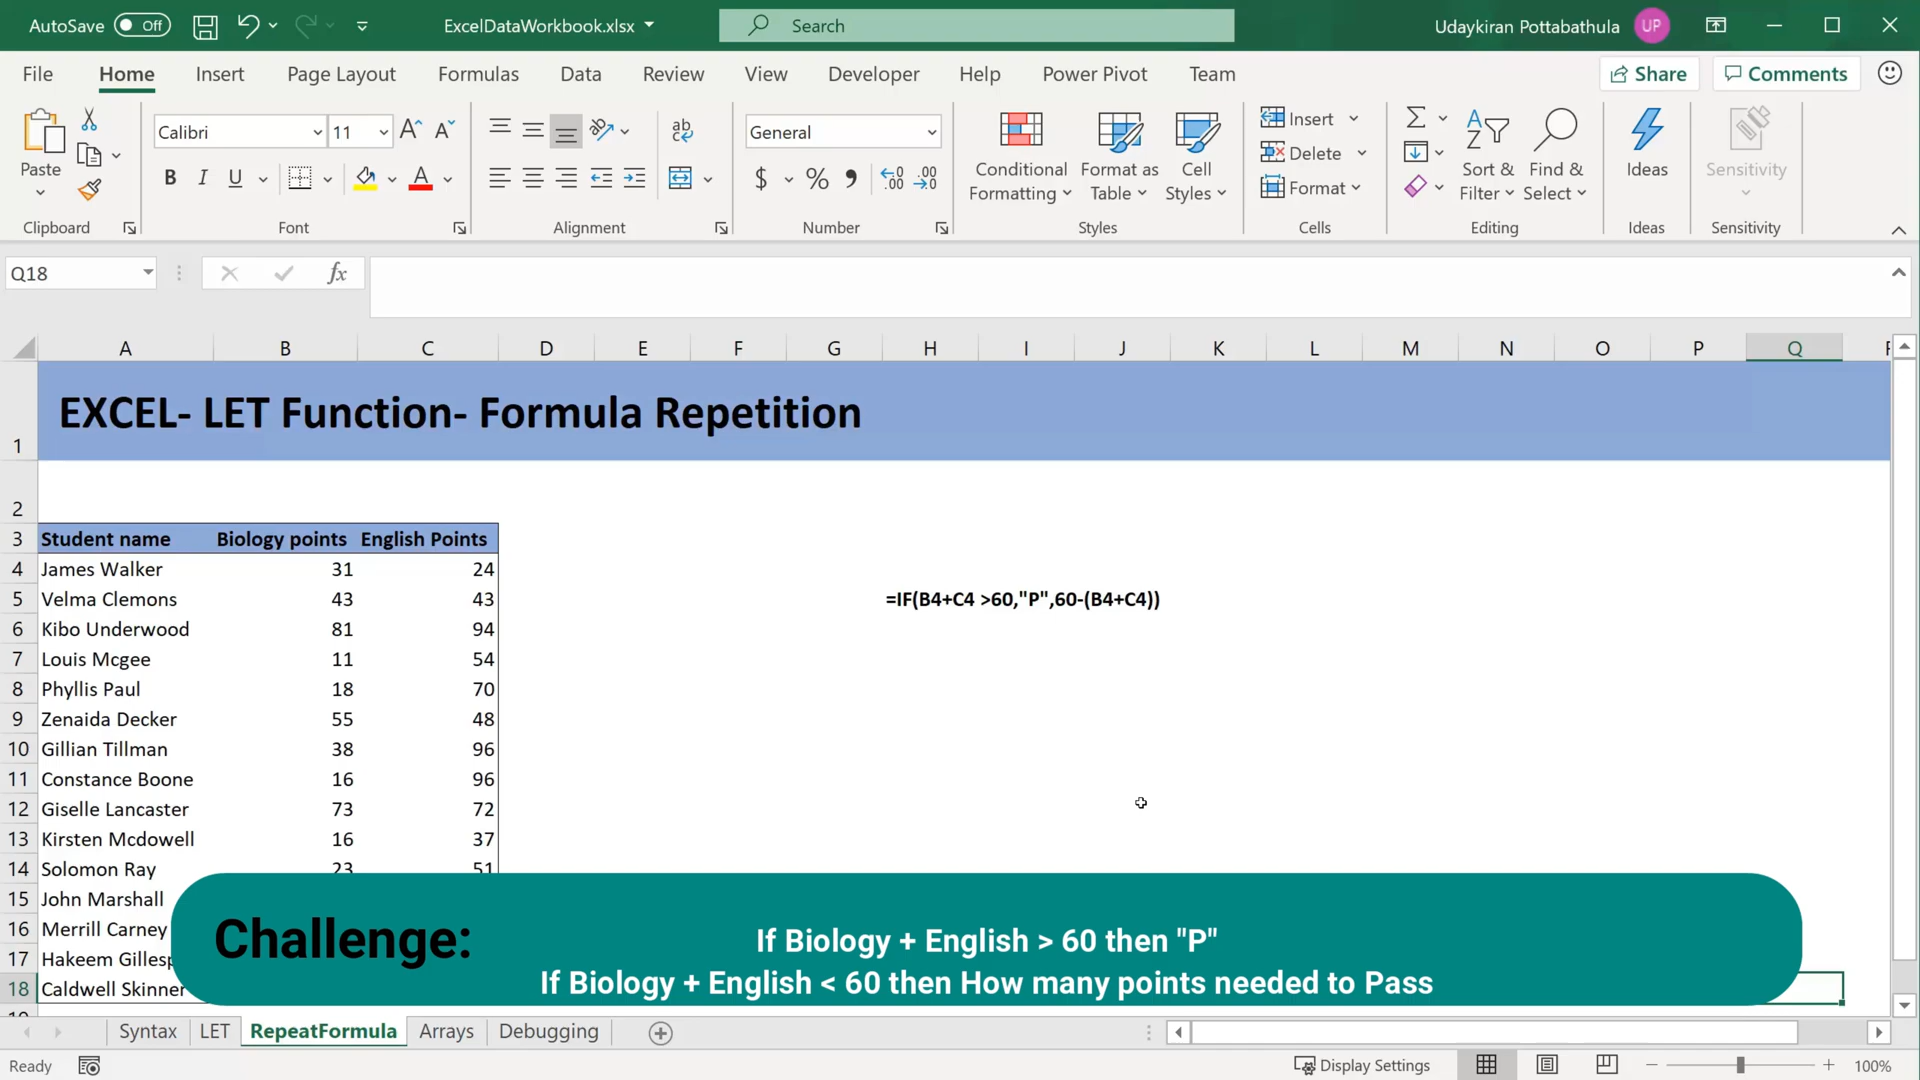 AutoSave Off ExcelDataWorkbook.xlsx Search Udaykiran Pottabathula UP
File Home Insert Page Layout Formulas Data Review View Developer Help Power Pivot Team Share Comments
Paste
Calibri 11
B I U
General
Conditional Formatting
Format as Table
Cell Styles
Insert
Delete
Format
Sort & Filter
Find & Select
Ideas
Sensitivity
Clipboard Font Alignment Number Styles Cells Editing Ideas Sensitivity
Q18 fx
A B C D E F G H I J K L M N O P Q
1 EXCEL- LET Function- Formula Repetition
2
3 Student name Biology points English Points
4 James Walker 31 24
5 Velma Clemons 43 43 =IF(B4+C4 >60,"P",60-(B4+C4))
6 Kibo Underwood 81 94
7 Louis Mcgee 11 54
8 Phyllis Paul 18 70
9 Zenaida Decker 55 48
10 Gillian Tillman 38 96
11 Constance Boone 16 96
12 Giselle Lancaster 73 72
13 Kirsten Mcdowell 16 37
14 Solomon Ray 23 51
15 John Marshall
16 Merrill Carney
17 Hakeem Gillesp
18 Caldwell Skinner
Challenge:
If Biology + English > 60 then "P"
If Biology + English < 60 then How many points needed to Pass
Syntax LET RepeatFormula Arrays Debugging
Ready Display Settings 100%